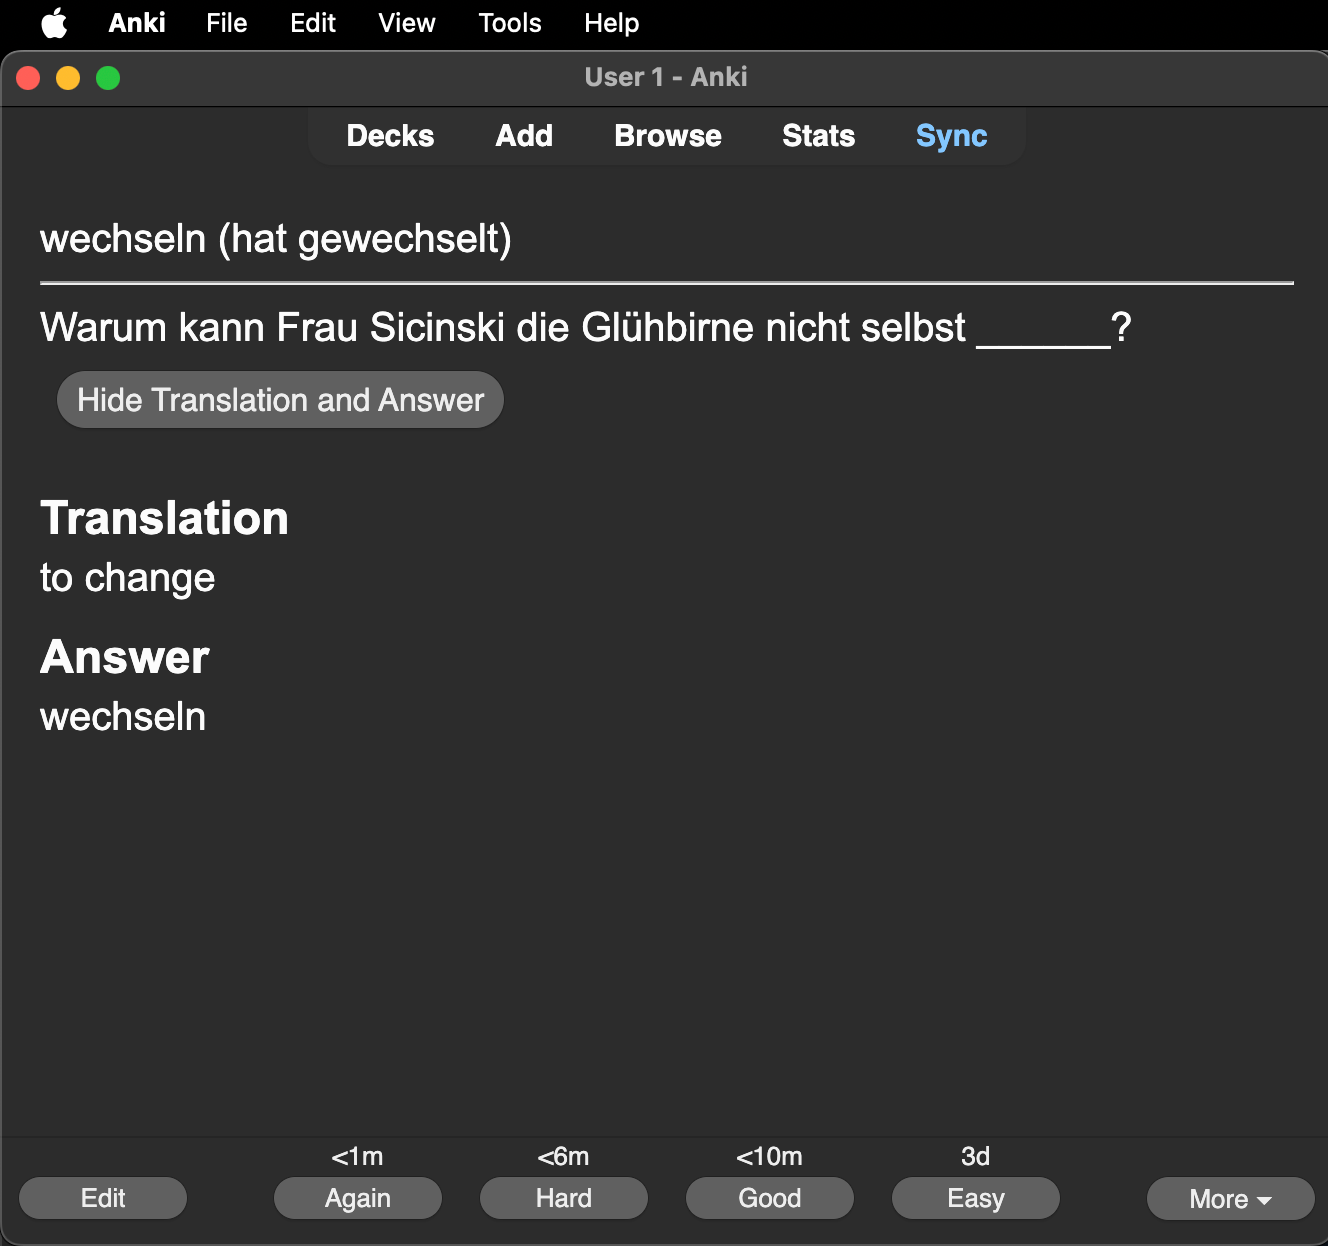 Anki File Edit View Tools Help
User 1 - Anki
Decks Add Browse Stats Sync
wechseln (hat gewechselt)
Warum kann Frau Sicinski die Glühbirne nicht selbst ______?
Hide Translation and Answer
Translation
to change
Answer
wechseln
<1m <6m <10m 3d
Edit Again Hard Good Easy More